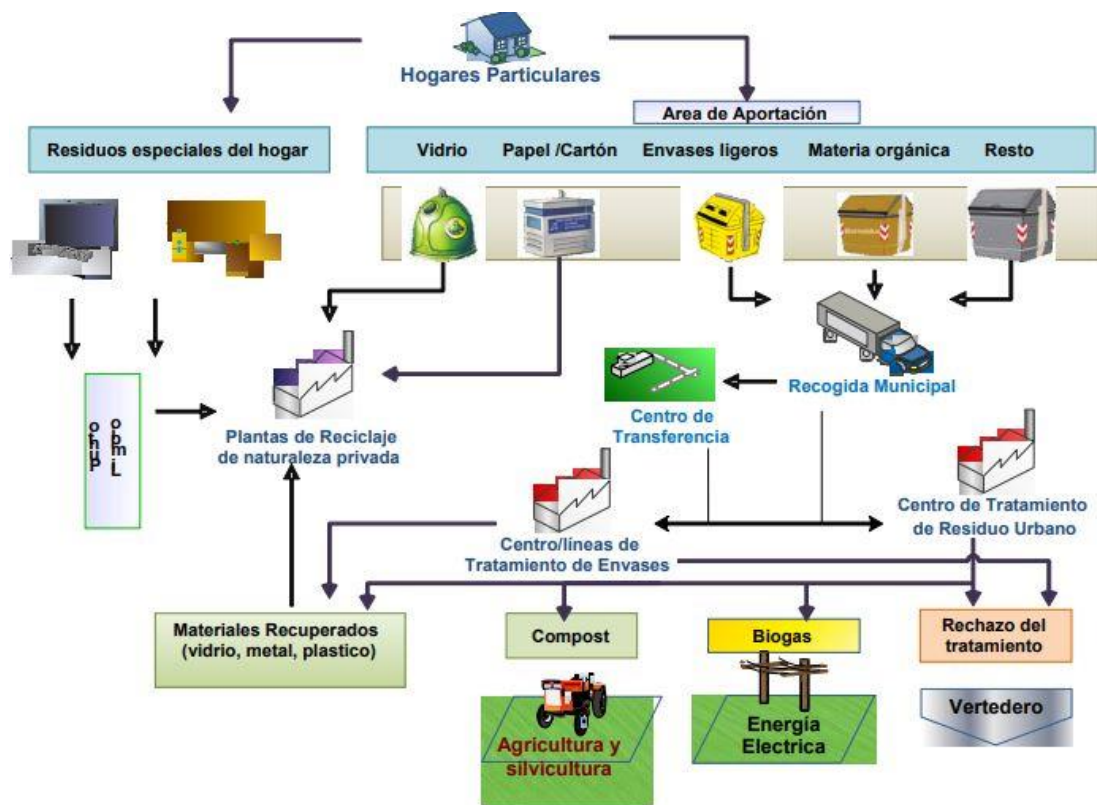 Hogares Particulares
Area de Aportación
Residuos especiales del hogar
Vidrio
Papel /Cartón
Envases ligeros
Materia orgánica
Resto
Recogida Municipal
Centro de
Transferencia
Punto
Limpio
Plantas de Reciclaje
de naturaleza privada
Centro de Tratamiento
de Residuo Urbano
Centro/líneas de
Tratamiento de Envases
Materiales Recuperados
(vidrio, metal, plastico)
Compost
Biogas
Rechazo del
tratamiento
Agricultura y
silvicultura
Energía
Electrica
Vertedero